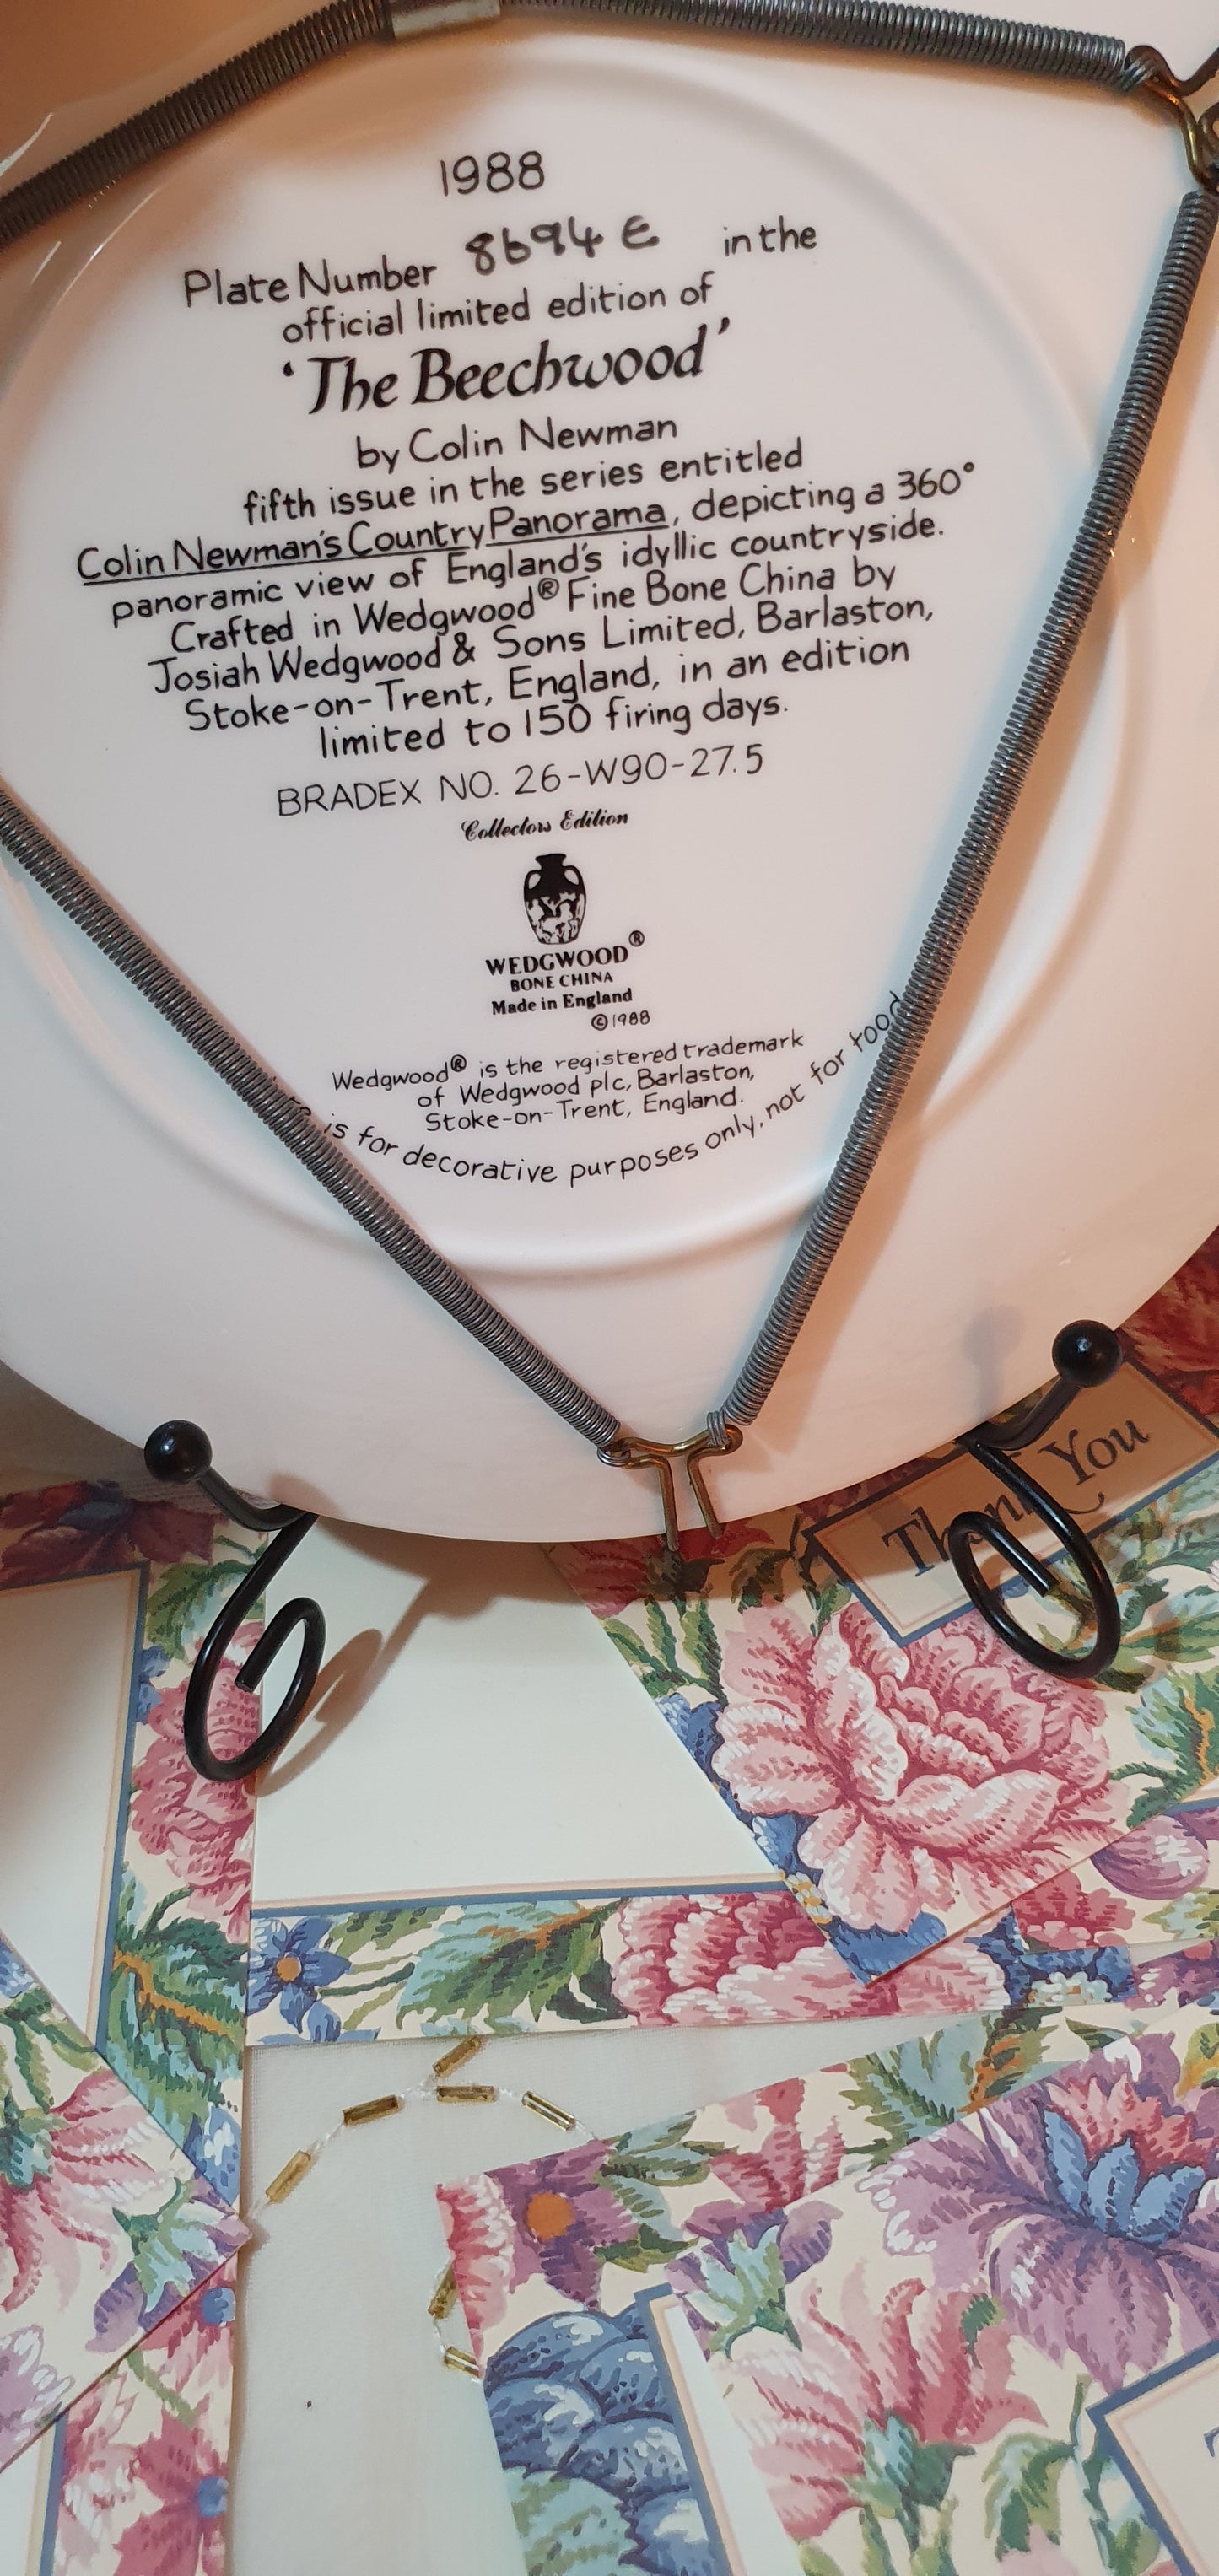 1988
Plate Number 8694 E in the
official limited edition of
'The Beechwood'
by Colin Newman
fifth issue in the series entitled
Colin Newman's Country Panorama, depicting a 360°
panoramic view of England's idyllic countryside.
Crafted in Wedgwood® Fine Bone China by
Josiah Wedgwood & Sons Limited, Barlaston,
Stoke-on-Trent, England, in an edition
limited to 150 firing days.
BRADEX NO. 26-W90-27.5
Collectors Edition
WEDGWOOD®
BONE CHINA
Made in England
©1988
Wedgwood® is the registered trademark
of Wedgwood plc, Barlaston,
Stoke-on-Trent, England.
is for decorative purposes only, not for food
Thank You